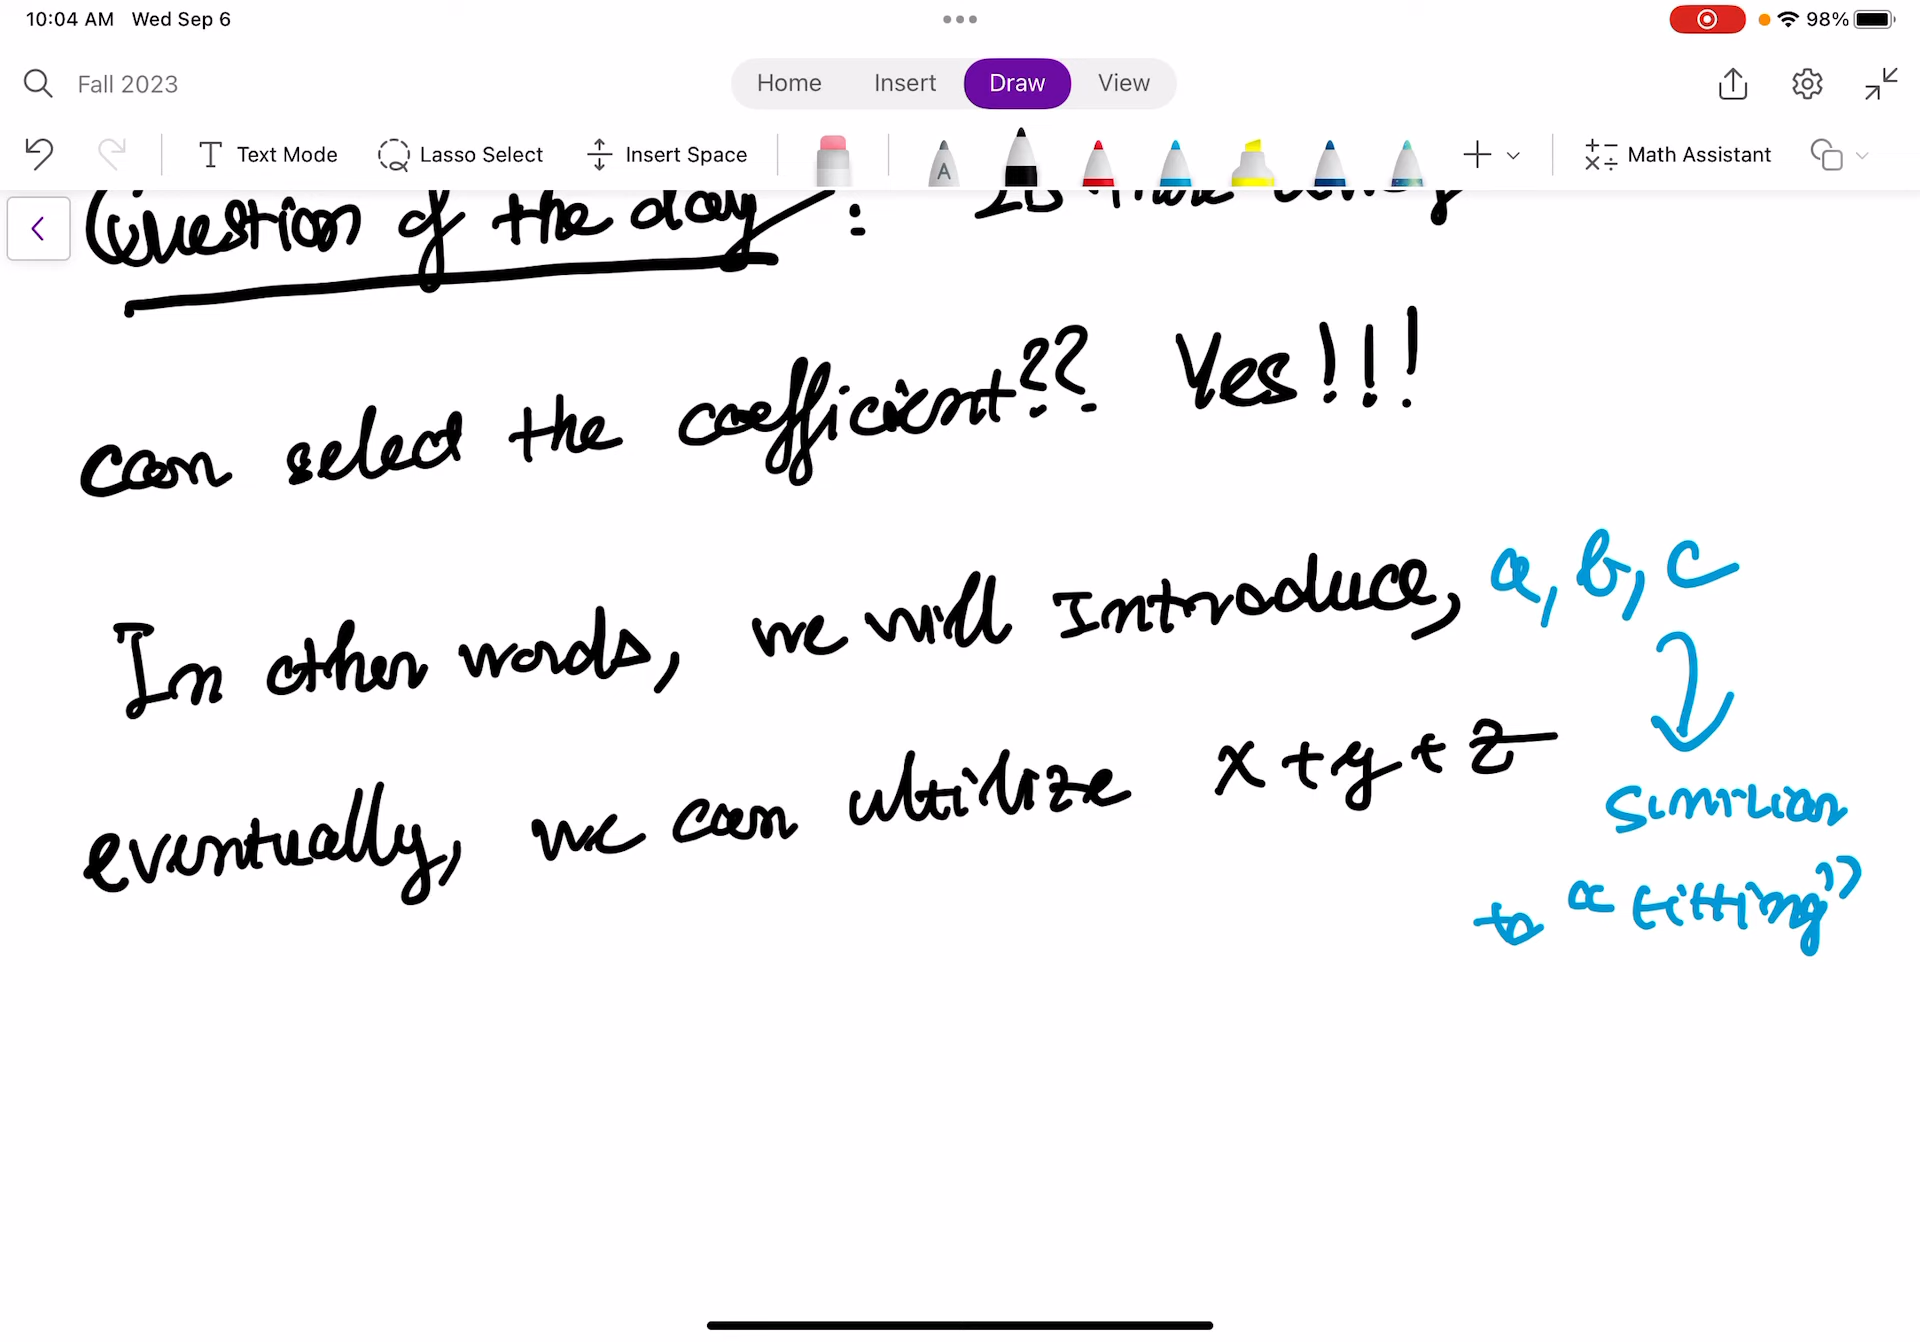 10:04 AM Wed Sep 6
98%
Fall 2023
Home Insert Draw View
Text Mode Lasso Select Insert Space A Math Assistant
Question of the day :
can select the coefficient?? Yes!!!
In other words, we will Introduce, a, b, c
eventually, we can ultilize x + y + z
Similar
to "fitting"